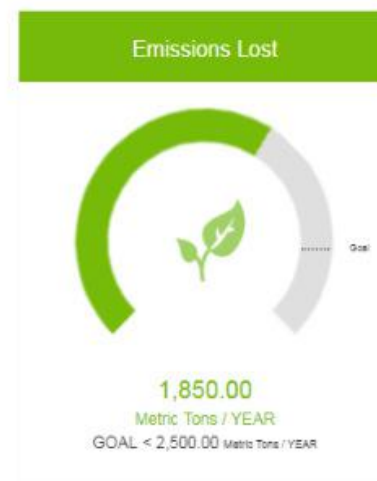 Emissions Lost
Goal
1,850.00
Metric Tons / YEAR
GOAL < 2,500.00 Metric Tons / YEAR